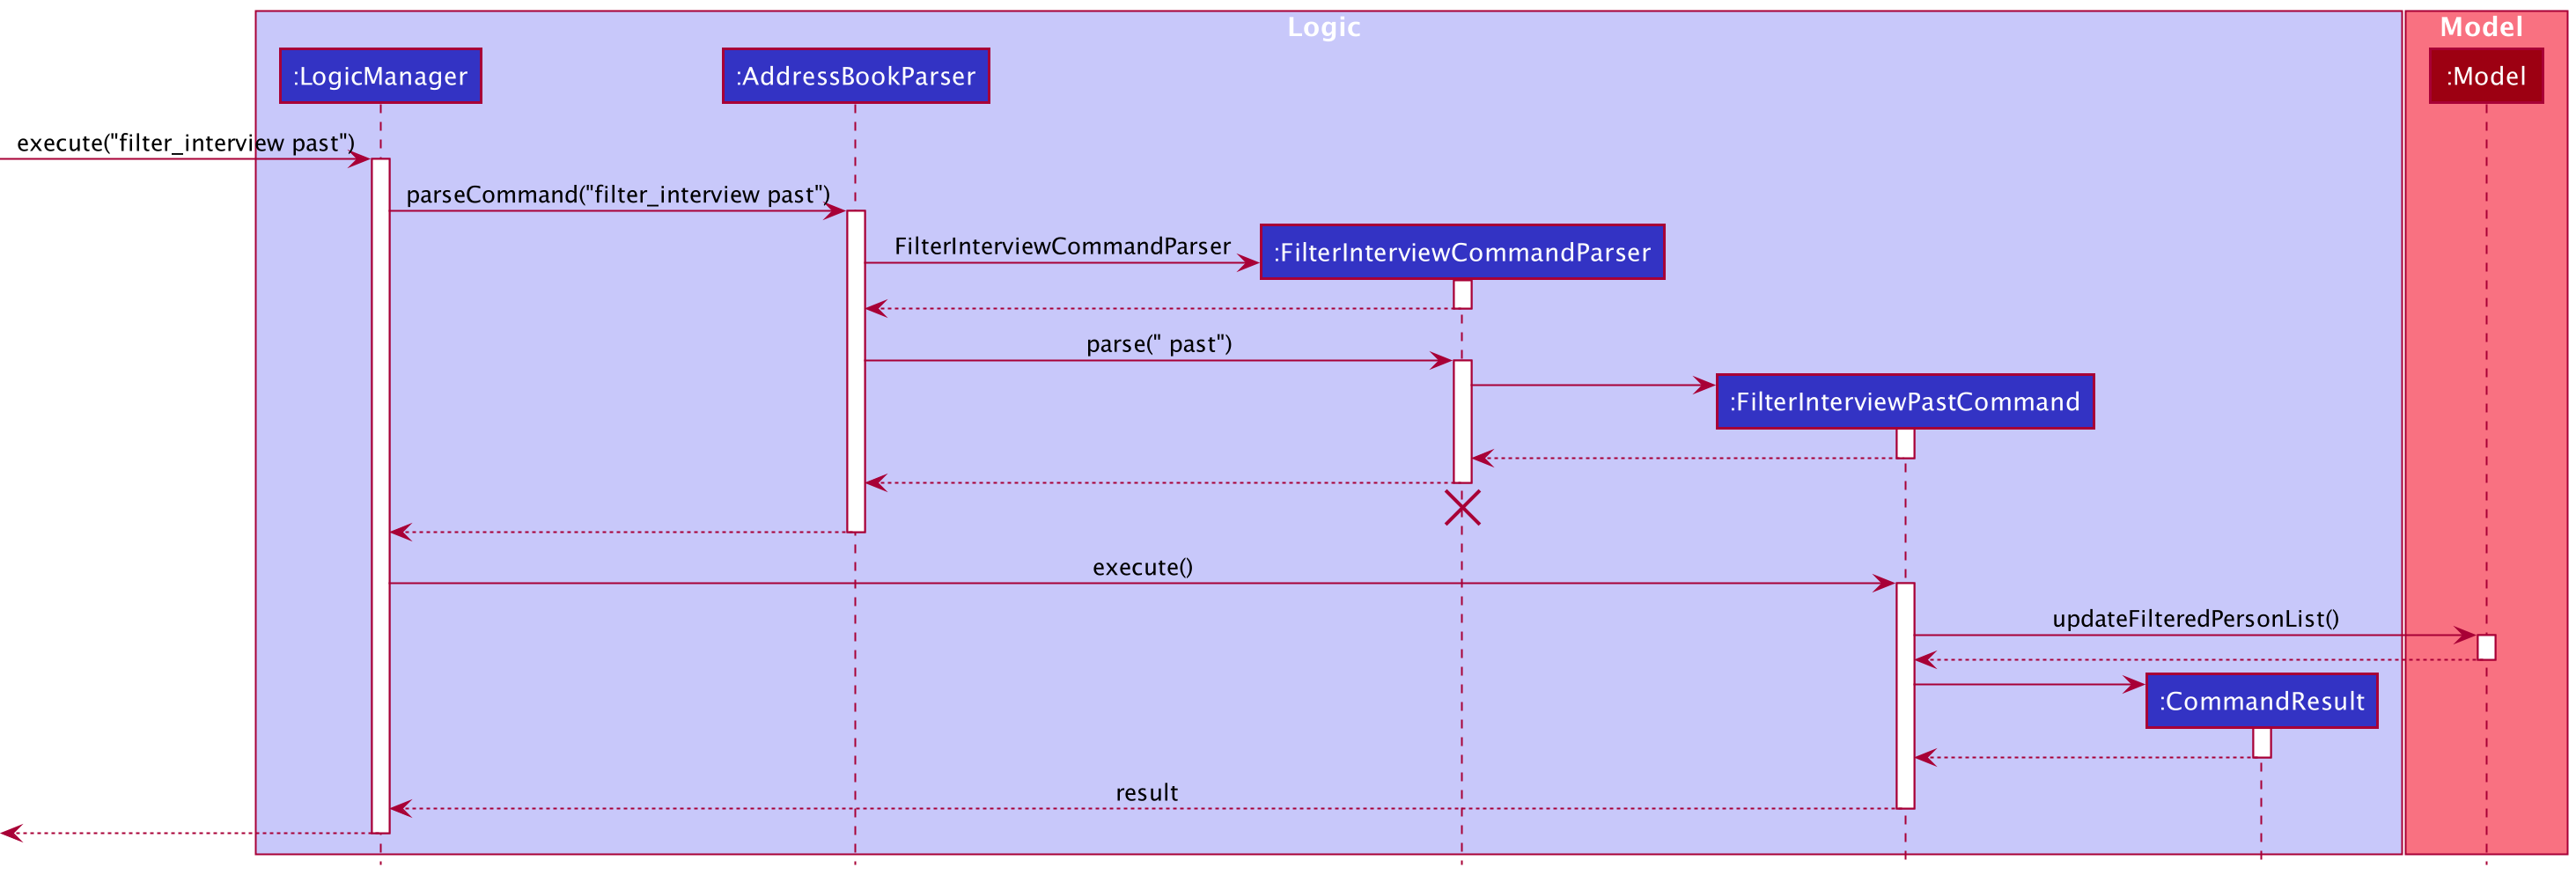 Logic
Model
:LogicManager
:AddressBookParser
:Model
execute("filter_interview past")
parseCommand("filter_interview past")
FilterInterviewCommandParser
:FilterInterviewCommandParser
parse(" past")
:FilterInterviewPastCommand
execute()
updateFilteredPersonList()
:CommandResult
result